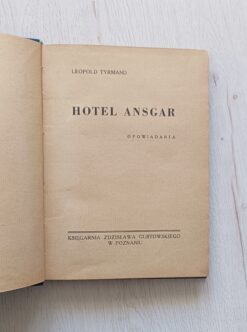 LEOPOLD TYRMAND
HOTEL ANSGAR
OPOWIADANIA
KSIĘGARNIA ZDZISŁAWA GUSTOWSKIEGO
W POZNANIU